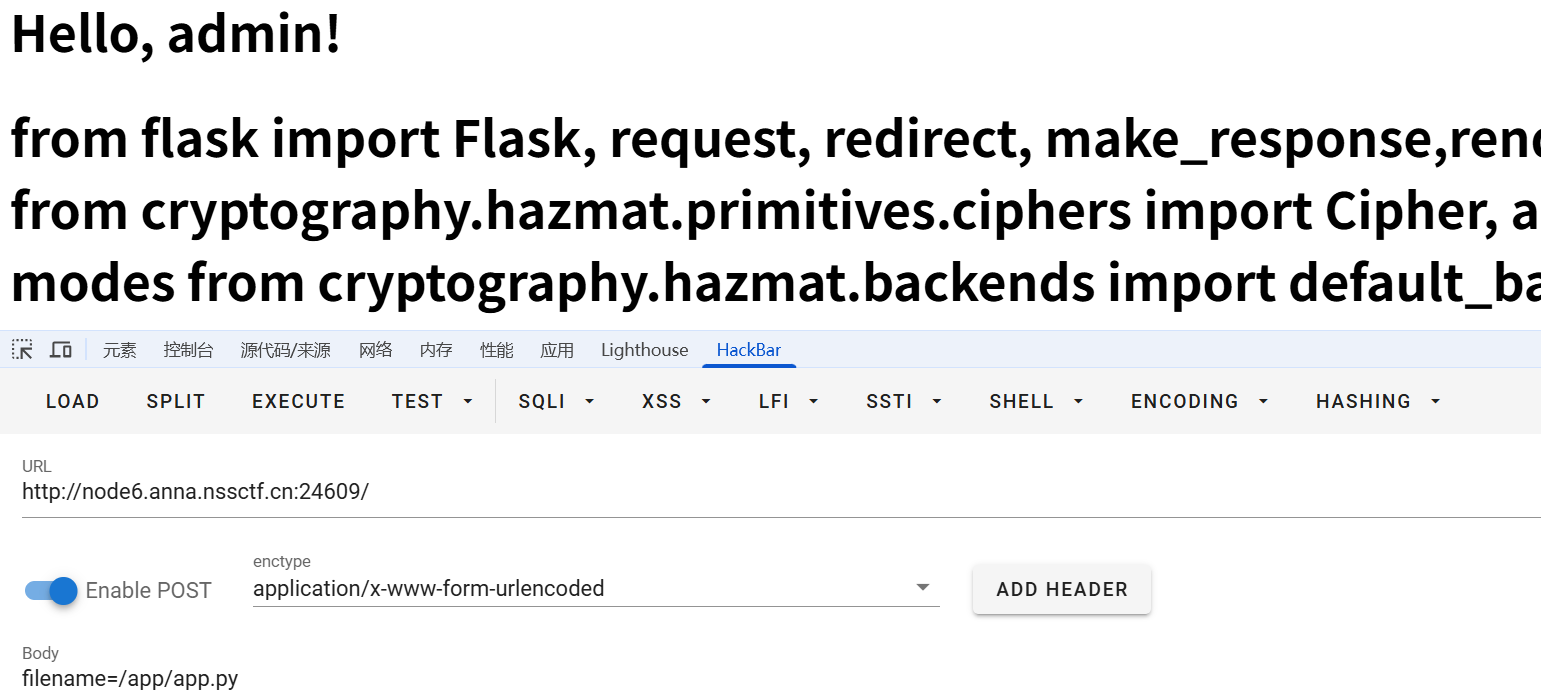 Hello, admin!
from flask import Flask, request, redirect, make_response,ren
from cryptography.hazmat.primitives.ciphers import Cipher, a
modes from cryptography.hazmat.backends import default_ba
元素 控制台 源代码/来源 网络 内存 性能 应用 Lighthouse HackBar
LOAD SPLIT EXECUTE TEST SQLI XSS LFI SSTI SHELL ENCODING HASHING
URL
http://node6.anna.nssctf.cn:24609/
enctype
Enable POST application/x-www-form-urlencoded ADD HEADER
Body
filename=/app/app.py